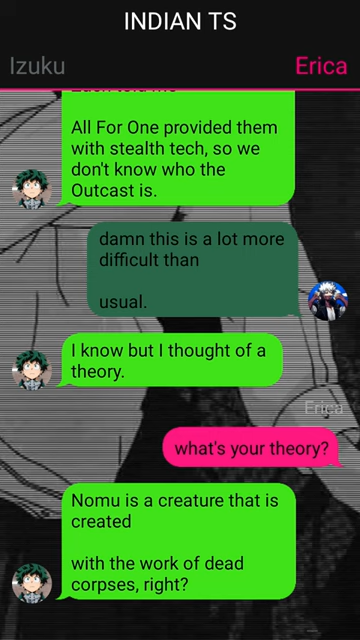 INDIAN TS
Izuku
Erica
All For One provided them
with stealth tech, so we
don't know who the
Outcast is.
damn this is a lot more
difficult than
usual.
I know but I thought of a
theory.
Erica
what's your theory?
Nomu is a creature that is
created
with the work of dead
corpses, right?